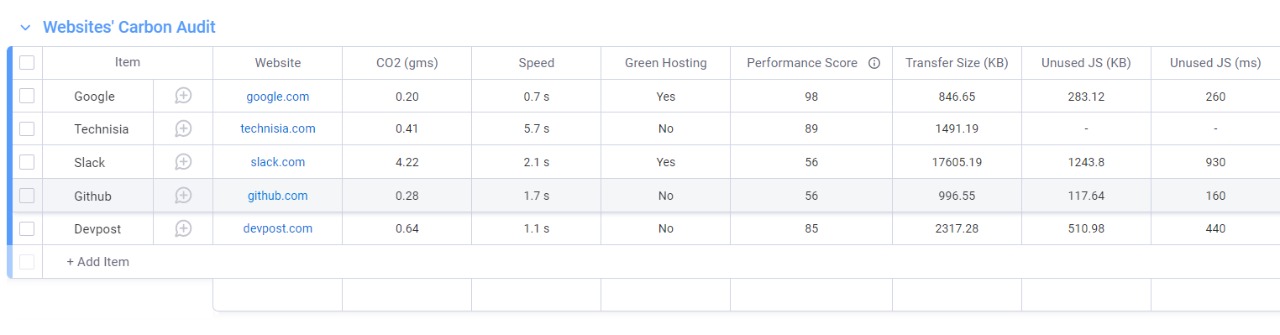 Websites' Carbon Audit
Item Website CO2 (gms) Speed Green Hosting Performance Score Transfer Size (KB) Unused JS (KB) Unused JS (ms)
Google google.com 0.20 0.7 s Yes 98 846.65 283.12 260
Technisia technisia.com 0.41 5.7 s No 89 1491.19 - -
Slack slack.com 4.22 2.1 s Yes 56 17605.19 1243.8 930
Github github.com 0.28 1.7 s No 56 996.55 117.64 160
Devpost devpost.com 0.64 1.1 s No 85 2317.28 510.98 440
+ Add Item